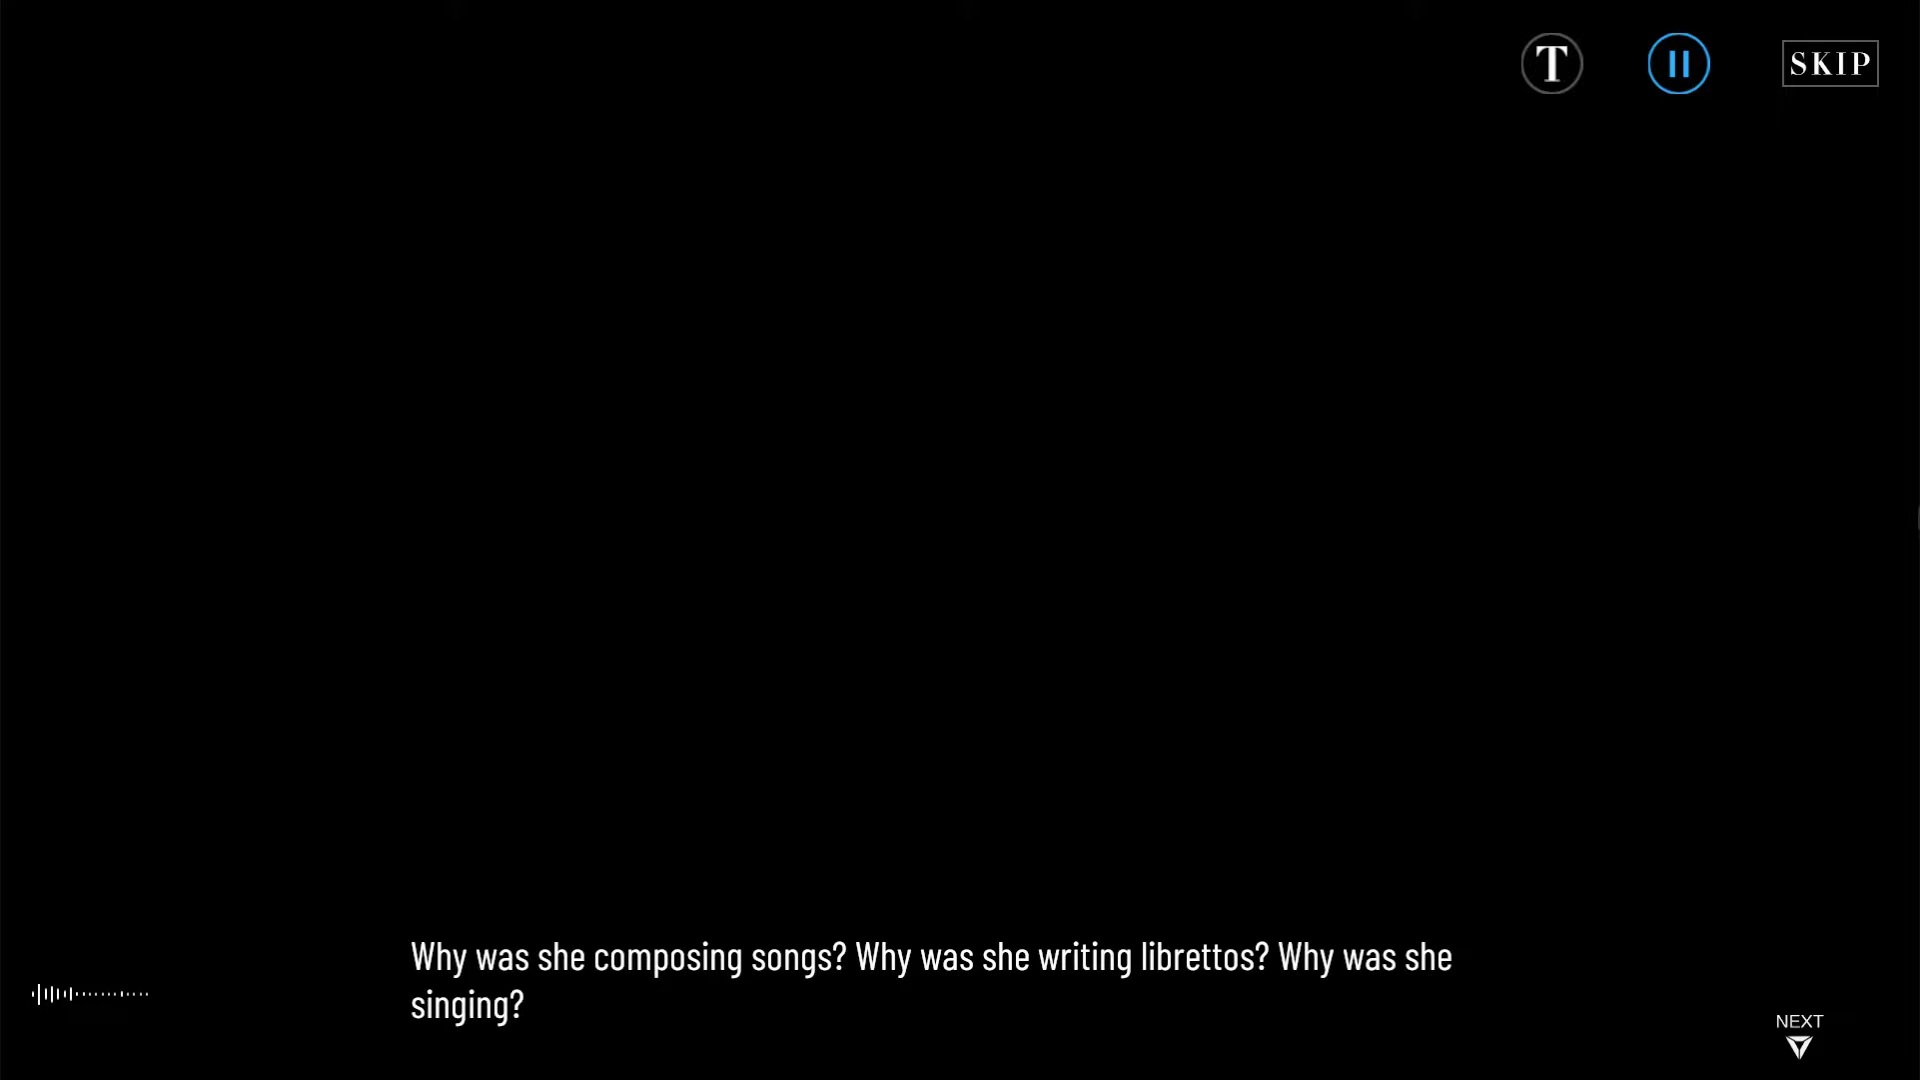 T
SKIP
Why was she composing songs? Why was she writing librettos? Why was she
singing?
NEXT